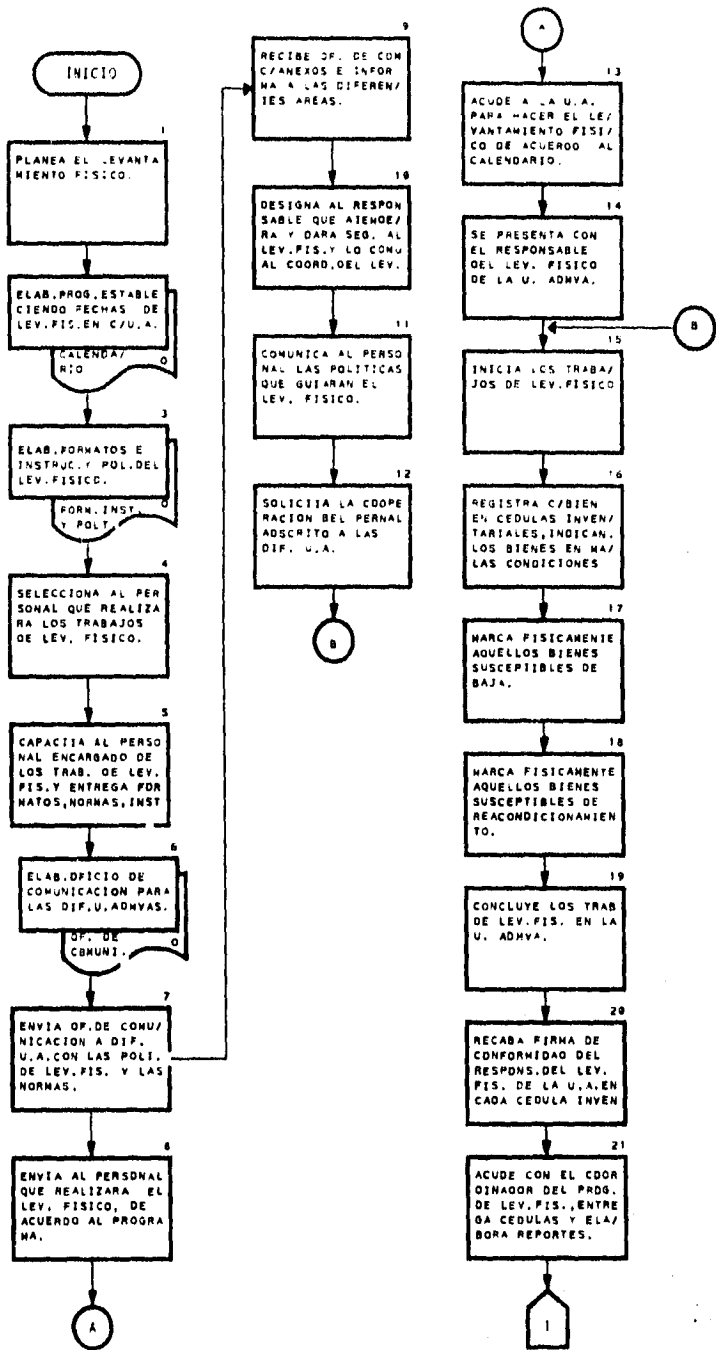 INICIO
1
PLANEA EL LEVANTA
MIENTO FISICO.
ELAB.PROG.ESTABLE
CIENDO FECHAS DE
LEV.FIS.EN C/U.A.
CALENDA/
RIO
O
3
ELAB.FORMATOS E
INSTRUC.Y POL.DEL
LEV.FISICO.
FORM.INST.
Y POLT.
O
4
SELECCIONA AL PER
SONAL QUE REALIZA
RA LOS TRABAJOS
DE LEV. FISICO.
5
CAPACITA AL PERSO
NAL ENCARGADO DE
LOS TRAB. DE LEV.
FIS.Y ENTREGA FOR
MATOS,NORMAS,INST
6
ELAB.OFICIO DE
COMUNICACION PARA
LAS DIF.U.ADMVAS.
OF. DE
COMUNI.
O
7
ENVIA OF.DE COMU/
NICACION A DIF.
U.A.CON LAS POLI.
DE LEV.FIS. Y LAS
NORMAS.
8
ENVIA AL PERSONAL
QUE REALIZARA EL
LEV. FISICO, DE
ACUERDO AL PROGRA
MA.
A
9
RECIBE OF. DE COM
C/ANEXOS E INFOR
MA A LAS DIFEREN/
TES AREAS.
10
DESIGNA AL RESPON
SABLE QUE ATENDE/
RA Y DARA SEG. AL
LEV.FIS.Y LO COMU
AL COORD.DEL LEV.
11
COMUNICA AL PERSO
NAL LAS POLITICAS
QUE GUIARAN EL
LEV. FISICO.
12
SOLICITA LA COOPE
RACION DEL PERNAL
ADSCRITO A LAS
DIF. U.A.
B
A
13
ACUDE A LA U.A.
PARA HACER EL LE/
VANTAMIENTO FISI/
CO DE ACUERDO AL
CALENDARIO.
14
SE PRESENTA CON
EL RESPONSABLE
DEL LEV. FISICO
DE LA U. ADMVA.
B
15
INICIA LOS TRABA/
JOS DE LEV.FISICO
16
REGISTRA C/BIEN
EN CEDULAS INVEN/
TARIALES,INDICAN.
LOS BIENES EN MA/
LAS CONDICIONES
17
MARCA FISICAMENTE
AQUELLOS BIENES
SUSCEPTIBLES DE
BAJA.
18
MARCA FISICAMENTE
AQUELLOS BIENES
SUSCEPTIBLES DE
REACONDICIONAMIEN
TO.
19
CONCLUYE LOS TRAB
DE LEV.FIS. EN LA
U. ADMVA.
20
RECABA FIRMA DE
CONFORMIDAD DEL
RESPONS.DEL LEV.
FIS. DE LA U.A.EN
CADA CEDULA INVEN
21
ACUDE CON EL COOR
DINADOR DEL PROG.
DE LEV.FIS.,ENTRE
GA CEDULAS Y ELA/
BORA REPORTES.
1